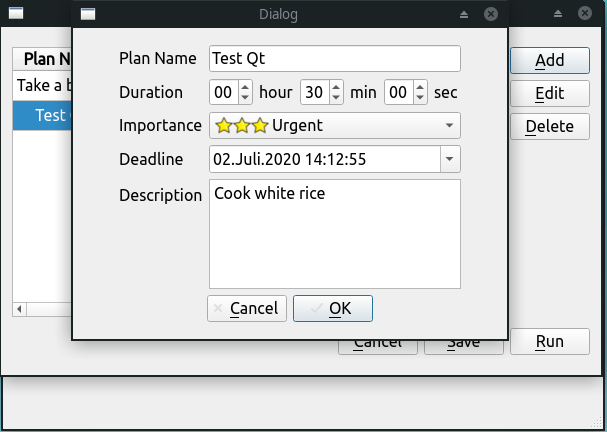 Dialog
Plan Name Test Qt
Duration 00 hour 30 min 00 sec
Importance Urgent
Deadline 02.Juli.2020 14:12:55
Description Cook white rice
Cancel OK
Plan N
Take a b
Test
Add
Edit
Delete
Cancel Save Run